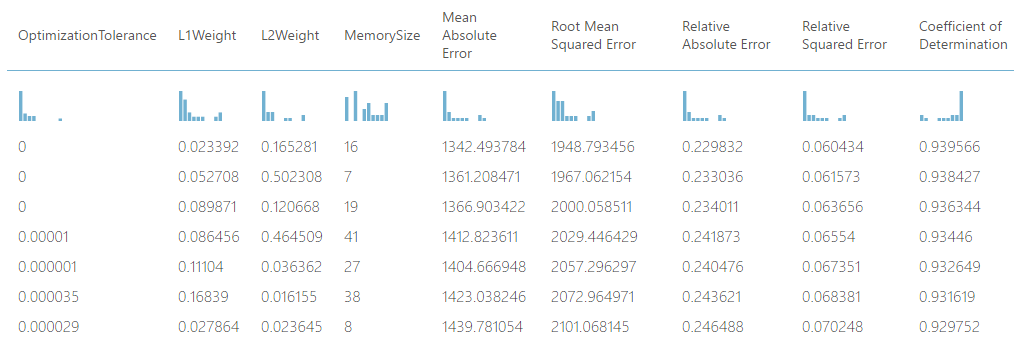 OptimizationTolerance L1Weight L2Weight MemorySize Mean Absolute Error Root Mean Squared Error Relative Absolute Error Relative Squared Error Coefficient of Determination
0 0.023392 0.165281 16 1342.493784 1948.793456 0.229832 0.060434 0.939566
0 0.052708 0.502308 7 1361.208471 1967.062154 0.233036 0.061573 0.938427
0 0.089871 0.120668 19 1366.903422 2000.058511 0.234011 0.063656 0.936344
0.00001 0.086456 0.464509 41 1412.823611 2029.446429 0.241873 0.06554 0.93446
0.000001 0.11104 0.036362 27 1404.666948 2057.296297 0.240476 0.067351 0.932649
0.000035 0.16839 0.016155 38 1423.038246 2072.964971 0.243621 0.068381 0.931619
0.000029 0.027864 0.023645 8 1439.781054 2101.068145 0.246488 0.070248 0.929752